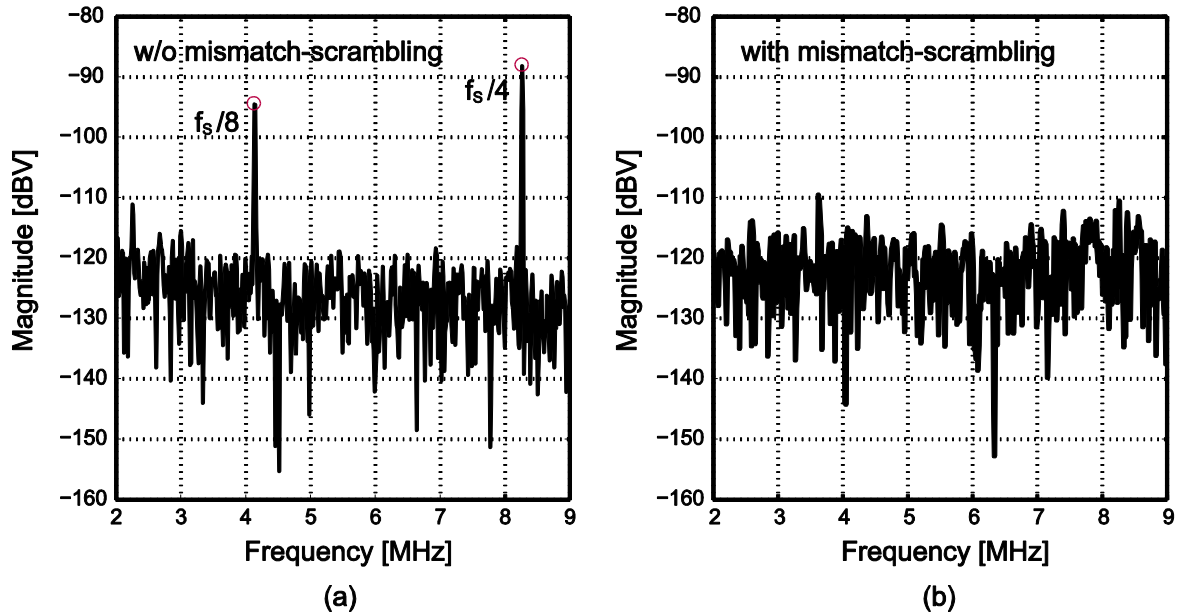 w/o mismatch-scrambling
fs/8
fs/4
Magnitude [dBV]
−80
−90
−100
−110
−120
−130
−140
−150
−160
2 3 4 5 6 7 8 9
Frequency [MHz]
(a)
with mismatch-scrambling
Magnitude [dBV]
−80
−90
−100
−110
−120
−130
−140
−150
−160
2 3 4 5 6 7 8 9
Frequency [MHz]
(b)